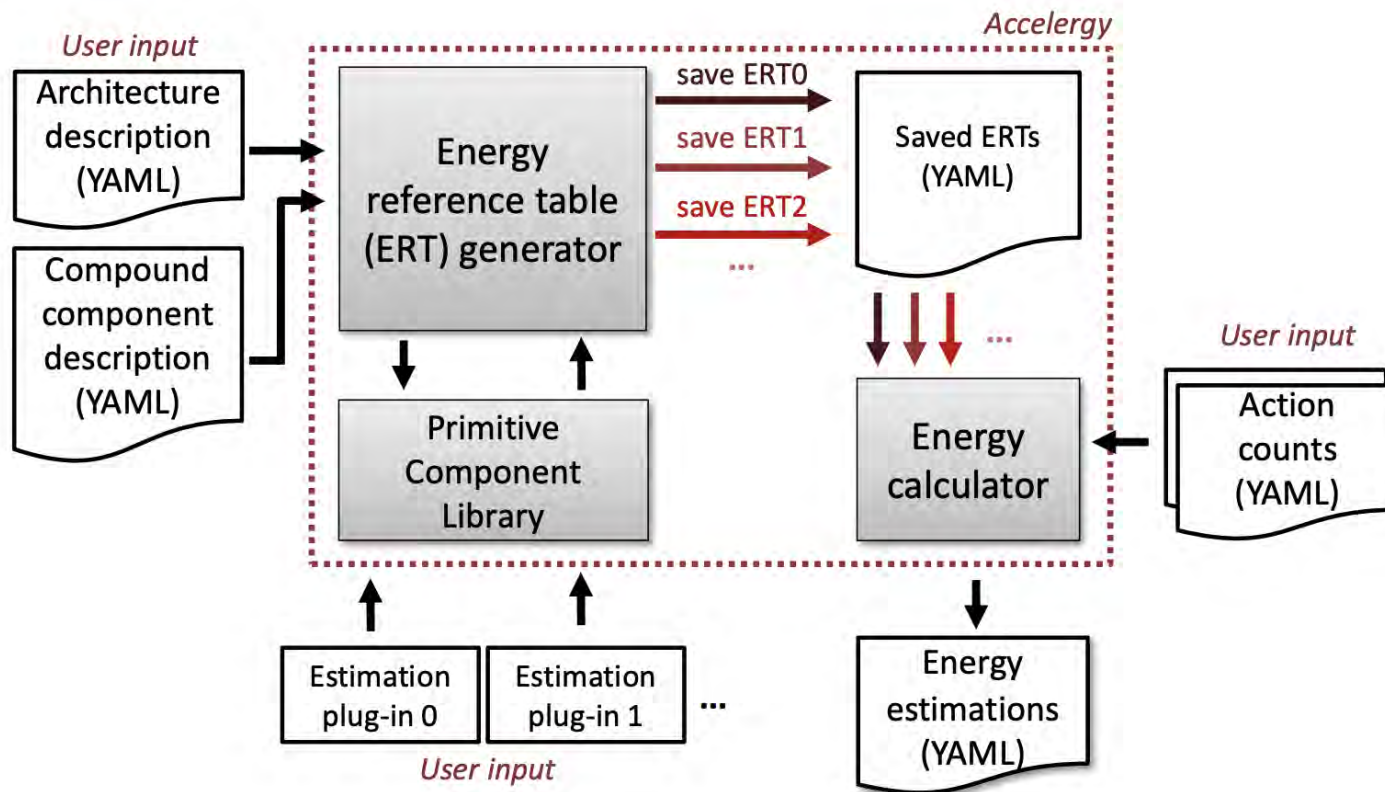 User input
Accelergy
Architecture
description
(YAML)
Compound
component
description
(YAML)
Energy
reference table
(ERT) generator
save ERT0
save ERT1
save ERT2
...
Saved ERTs
(YAML)
...
Primitive
Component
Library
Energy
calculator
User input
Action
counts
(YAML)
Estimation
plug-in 0
Estimation
plug-in 1
...
User input
Energy
estimations
(YAML)